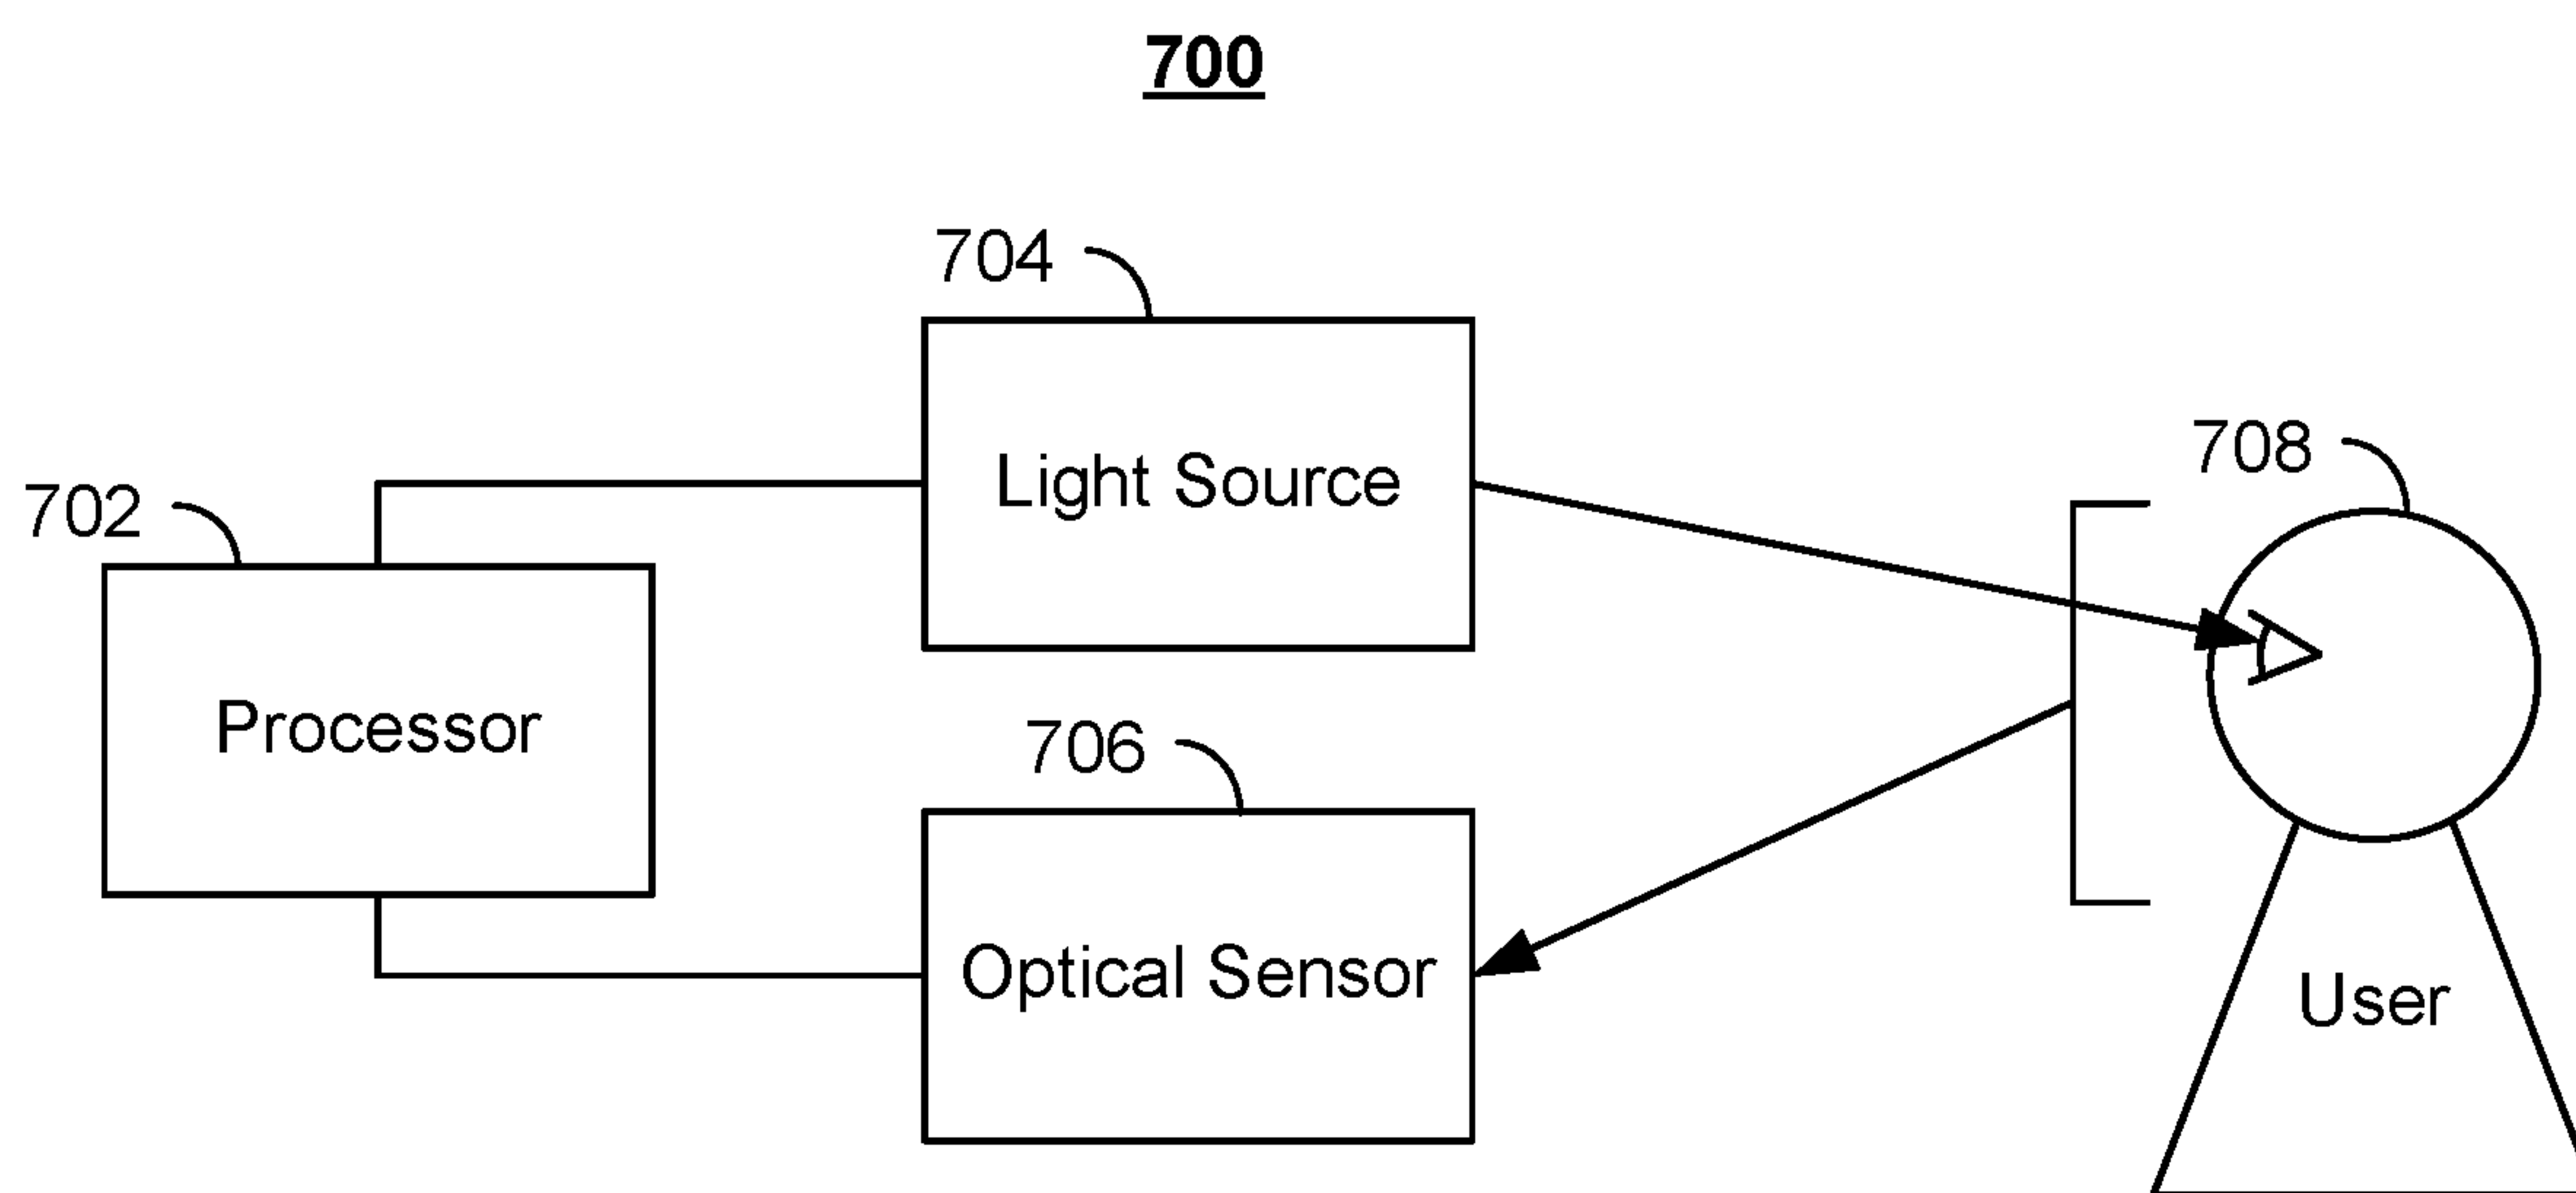 700
704
Light Source
708
702
Processor
706
Optical Sensor
User